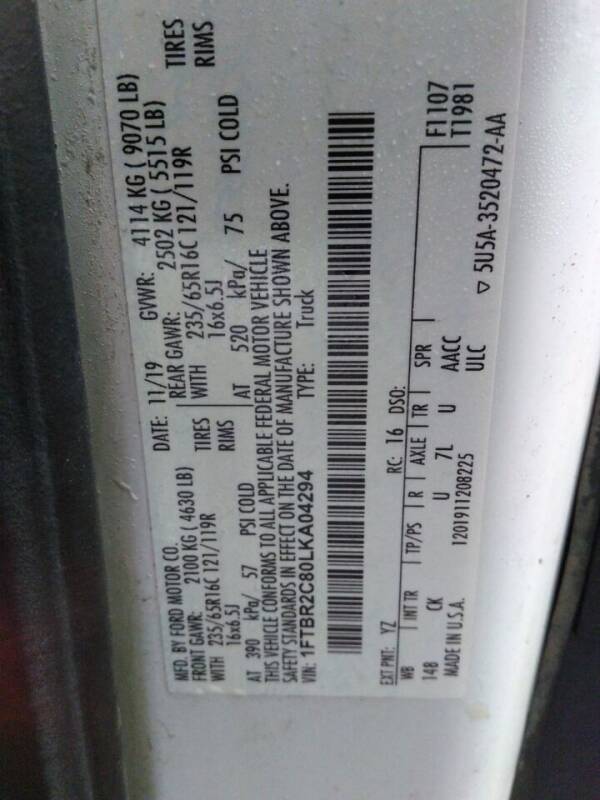 MFD. BY FORD MOTOR CO. DATE: 11/19 GVWR: 4114 KG ( 9070 LB)
FRONT GAWR: 2100 KG ( 4630 LB) REAR GAWR: 2502 KG ( 5515 LB)
WITH 235/65R16C 121/119R TIRES WITH 235/65R16C 121/119R TIRES
16x6.5J RIMS 16x6.5J RIMS
AT 390 kPa/ 57 PSI COLD AT 520 kPa/ 75 PSI COLD
THIS VEHICLE CONFORMS TO ALL APPLICABLE FEDERAL MOTOR VEHICLE
SAFETY STANDARDS IN EFFECT ON THE DATE OF MANUFACTURE SHOWN ABOVE.
VIN: 1FTBR2C80LKA04294 TYPE: Truck
EXT PNT: YZ RC: 16 DSO:
WB INT TR TP/PS R AXLE TR SPR F1107
148 CK U 7L U AACC T1981
MADE IN U.S.A. 1201911208225 ULC
▽ 5U5A-3520472-AA